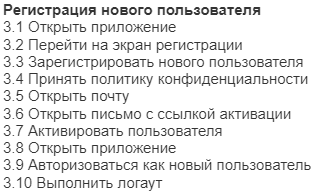 Регистрация нового пользователя
3.1 Открыть приложение
3.2 Перейти на экран регистрации
3.3 Зарегистрировать нового пользователя
3.4 Принять политику конфиденциальности
3.5 Открыть почту
3.6 Открыть письмо с ссылкой активации
3.7 Активировать пользователя
3.8 Открыть приложение
3.9 Авторизоваться как новый пользователь
3.10 Выполнить логаут